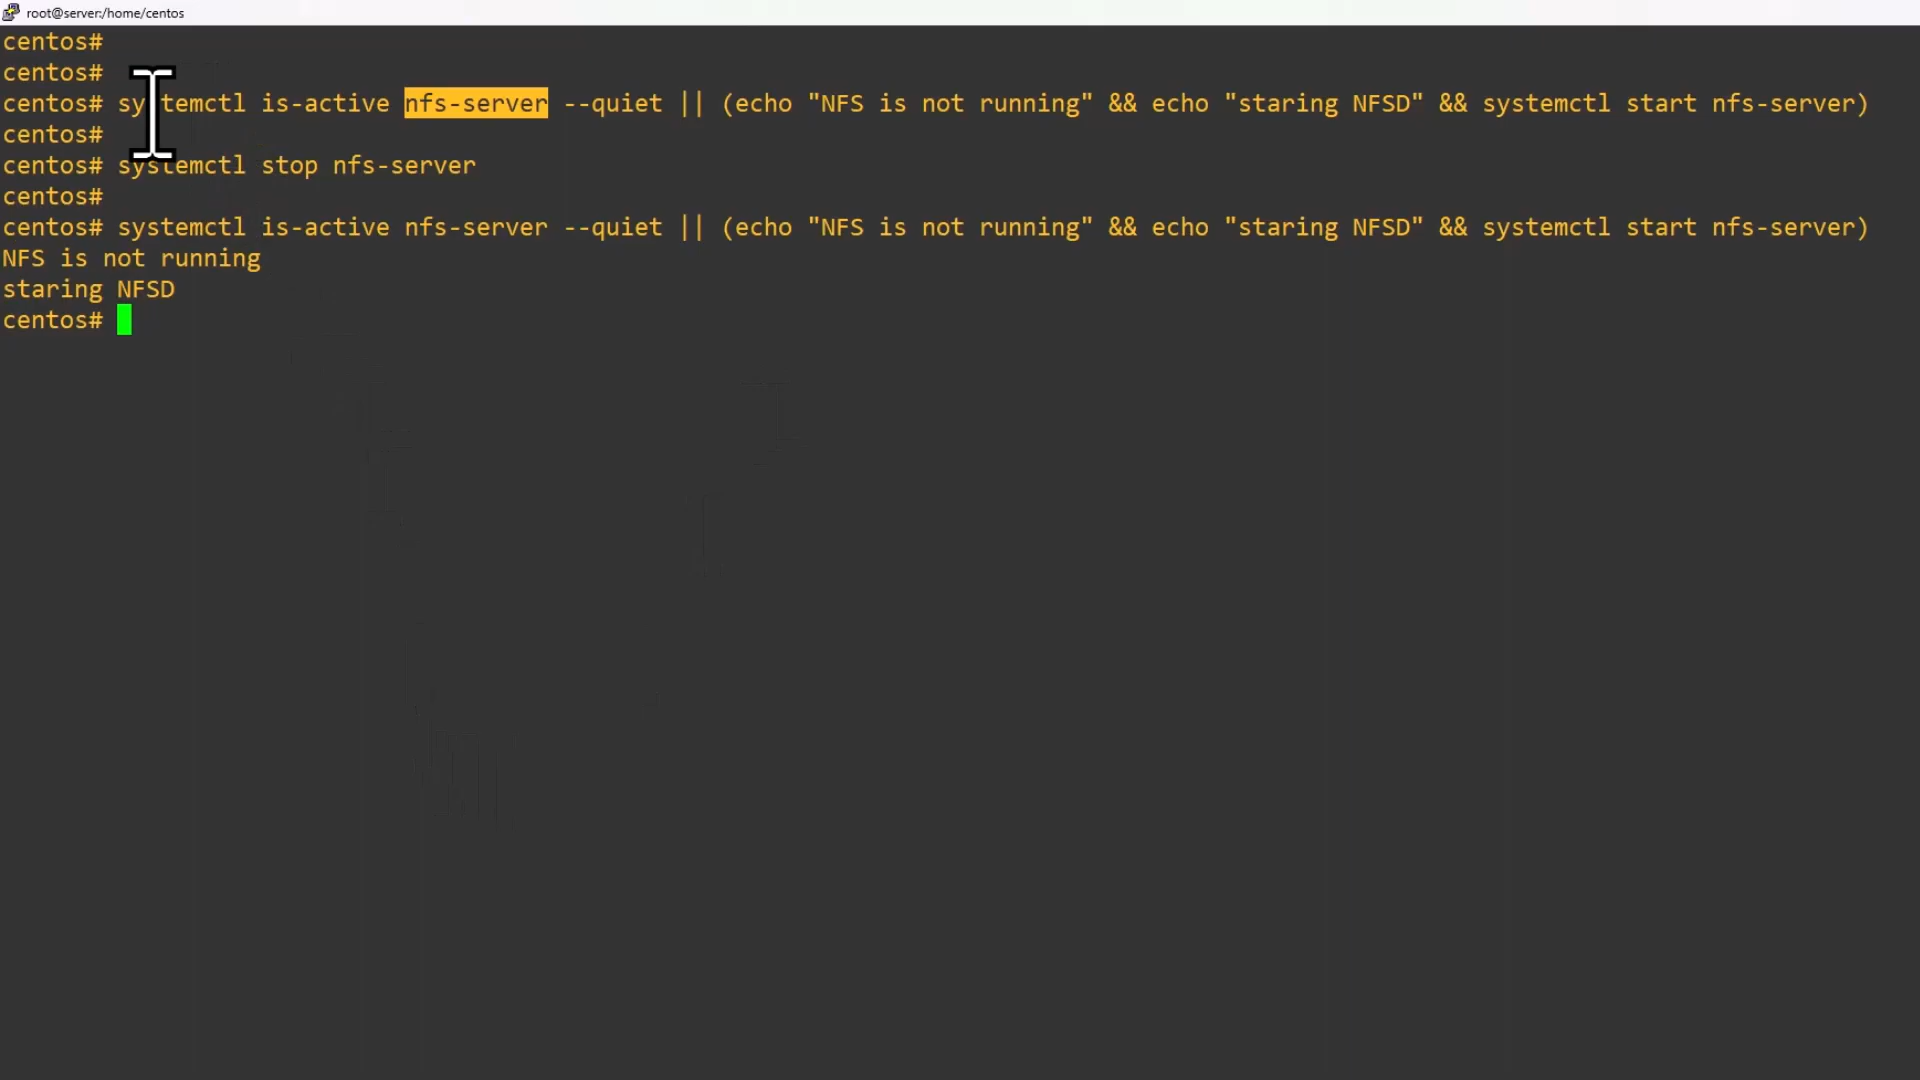 root@server:/home/centos
centos#
centos#
centos# systemctl is-active nfs-server --quiet || (echo "NFS is not running" && echo "staring NFSD" && systemctl start nfs-server)
centos#
centos# systemctl stop nfs-server
centos#
centos# systemctl is-active nfs-server --quiet || (echo "NFS is not running" && echo "staring NFSD" && systemctl start nfs-server)
NFS is not running
staring NFSD
centos#